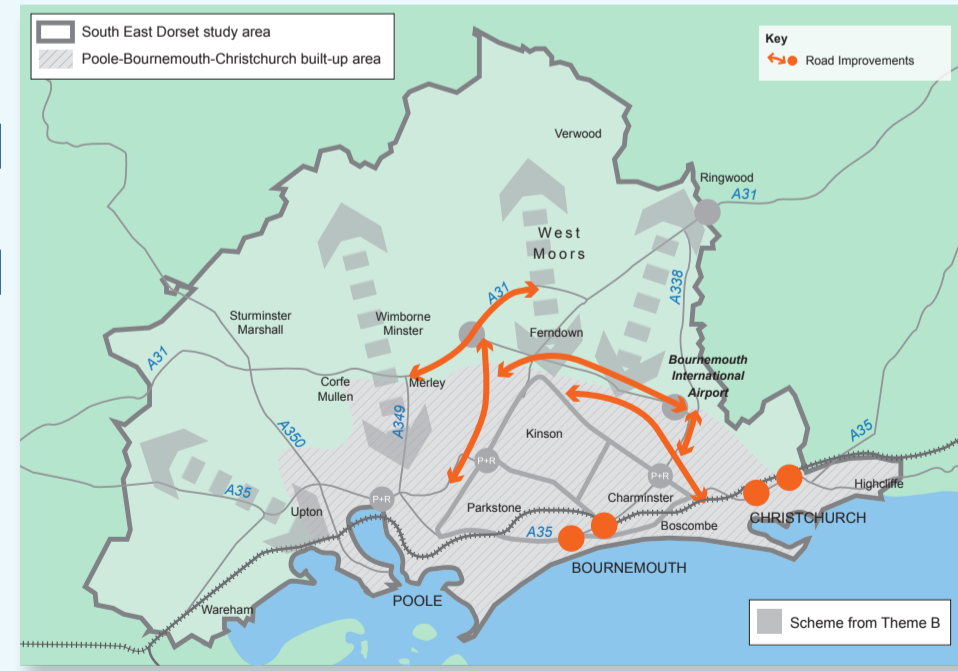 South East Dorset study area
Poole-Bournemouth-Christchurch built-up area
Key
Road Improvements
Verwood
Ringwood
A31
West
Moors
A338
A31
Sturminster
Marshall
Wimborne
Minster
Ferndown
A31
Bournemouth
International
Airport
Corfe
Mullen
Merley
A349
A350
Kinson
A35
P+R
P+R
P+R
A35
Upton
Parkstone
Charminster
Highcliffe
A35
Boscombe
CHRISTCHURCH
BOURNEMOUTH
POOLE
Wareham
Scheme from Theme B